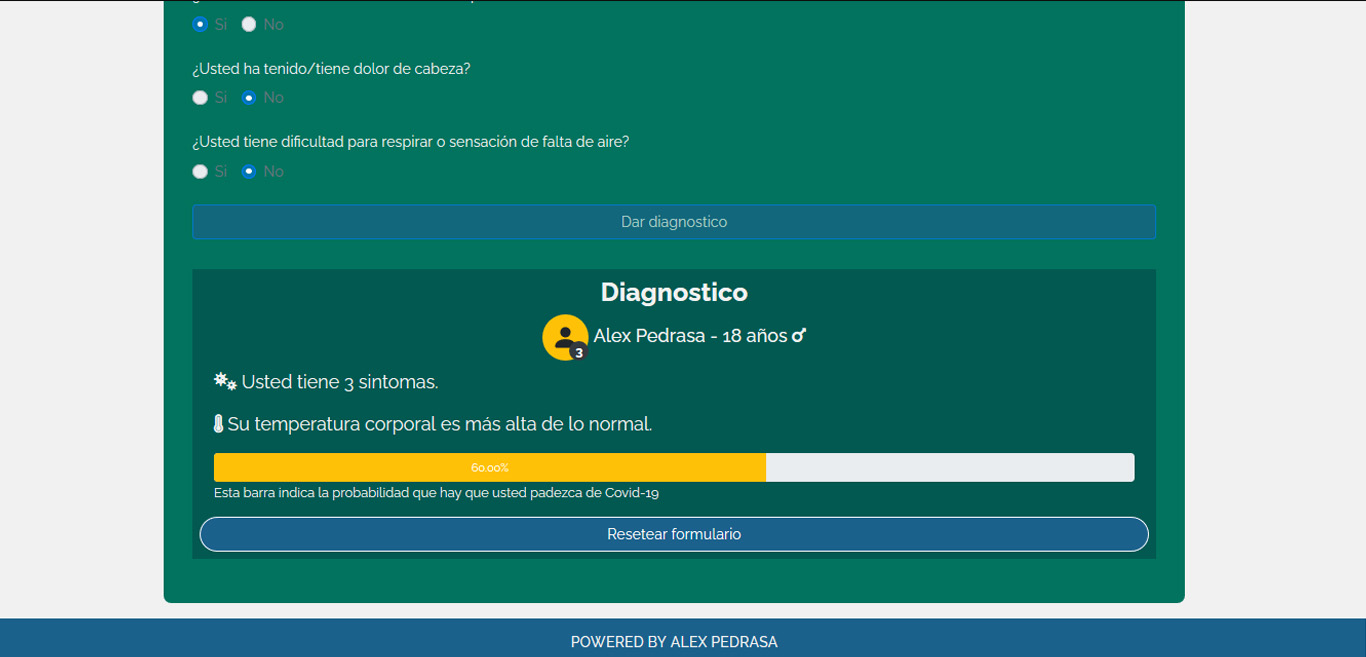 Si No
¿Usted ha tenido/tiene dolor de cabeza?
Si No
¿Usted tiene dificultad para respirar o sensación de falta de aire?
Si No
Dar diagnostico
Diagnostico
3 Alex Pedrasa - 18 años
Usted tiene 3 sintomas.
Su temperatura corporal es más alta de lo normal.
60.00%
Esta barra indica la probabilidad que hay que usted padezca de Covid-19
Resetear formulario
POWERED BY ALEX PEDRASA